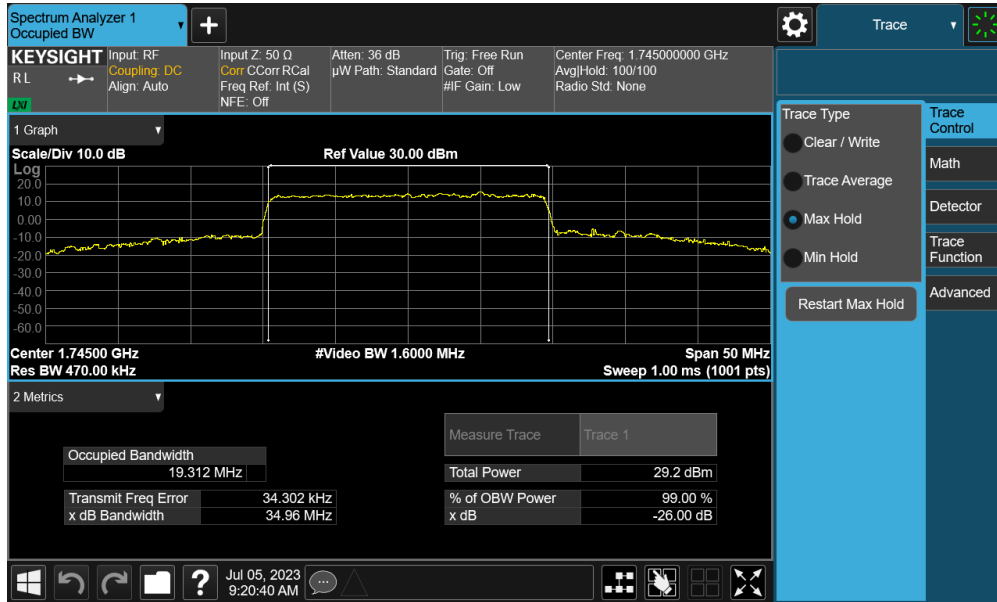 Spectrum Analyzer 1
Occupied BW
+
Trace
KEYSIGHT
R L
LXI
Input: RF
Coupling: DC
Align: Auto
Input Z: 50 Ω
Corr CCorr RCal
Freq Ref: Int (S)
NFE: Off
Atten: 36 dB
µW Path: Standard
Trig: Free Run
Gate: Off
#IF Gain: Low
Center Freq: 1.745000000 GHz
Avg|Hold: 100/100
Radio Std: None
1 Graph
Scale/Div 10.0 dB
Ref Value 30.00 dBm
Log
20.0
10.0
0.00
-10.0
-20.0
-30.0
-40.0
-50.0
-60.0
Center 1.74500 GHz
#Video BW 1.6000 MHz
Span 50 MHz
Res BW 470.00 kHz
Sweep 1.00 ms (1001 pts)
2 Metrics
Measure Trace
Trace 1
Occupied Bandwidth
19.312 MHz
Total Power
29.2 dBm
Transmit Freq Error
34.302 kHz
% of OBW Power
99.00 %
x dB Bandwidth
34.96 MHz
x dB
-26.00 dB
Trace Type
Clear / Write
Trace Average
Max Hold
Min Hold
Restart Max Hold
Trace
Control
Math
Detector
Trace
Function
Advanced
?
Jul 05, 2023
9:20:40 AM